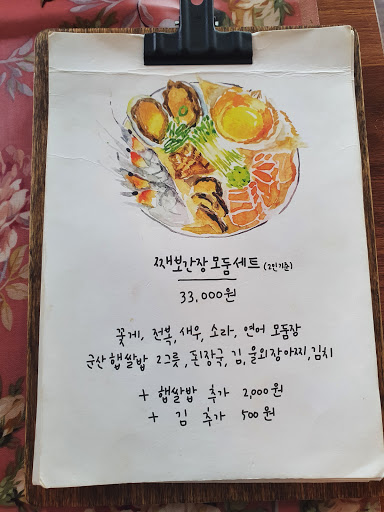 째보간장 모둠세트 (2인기준)
33,000원
꽃게, 전복, 새우, 소라, 연어 모둠장
군산햅쌀밥 2그릇, 된장국, 김, 울외장아찌, 김치
+ 햅쌀밥 추가 2,000원
+ 김 추가 500원